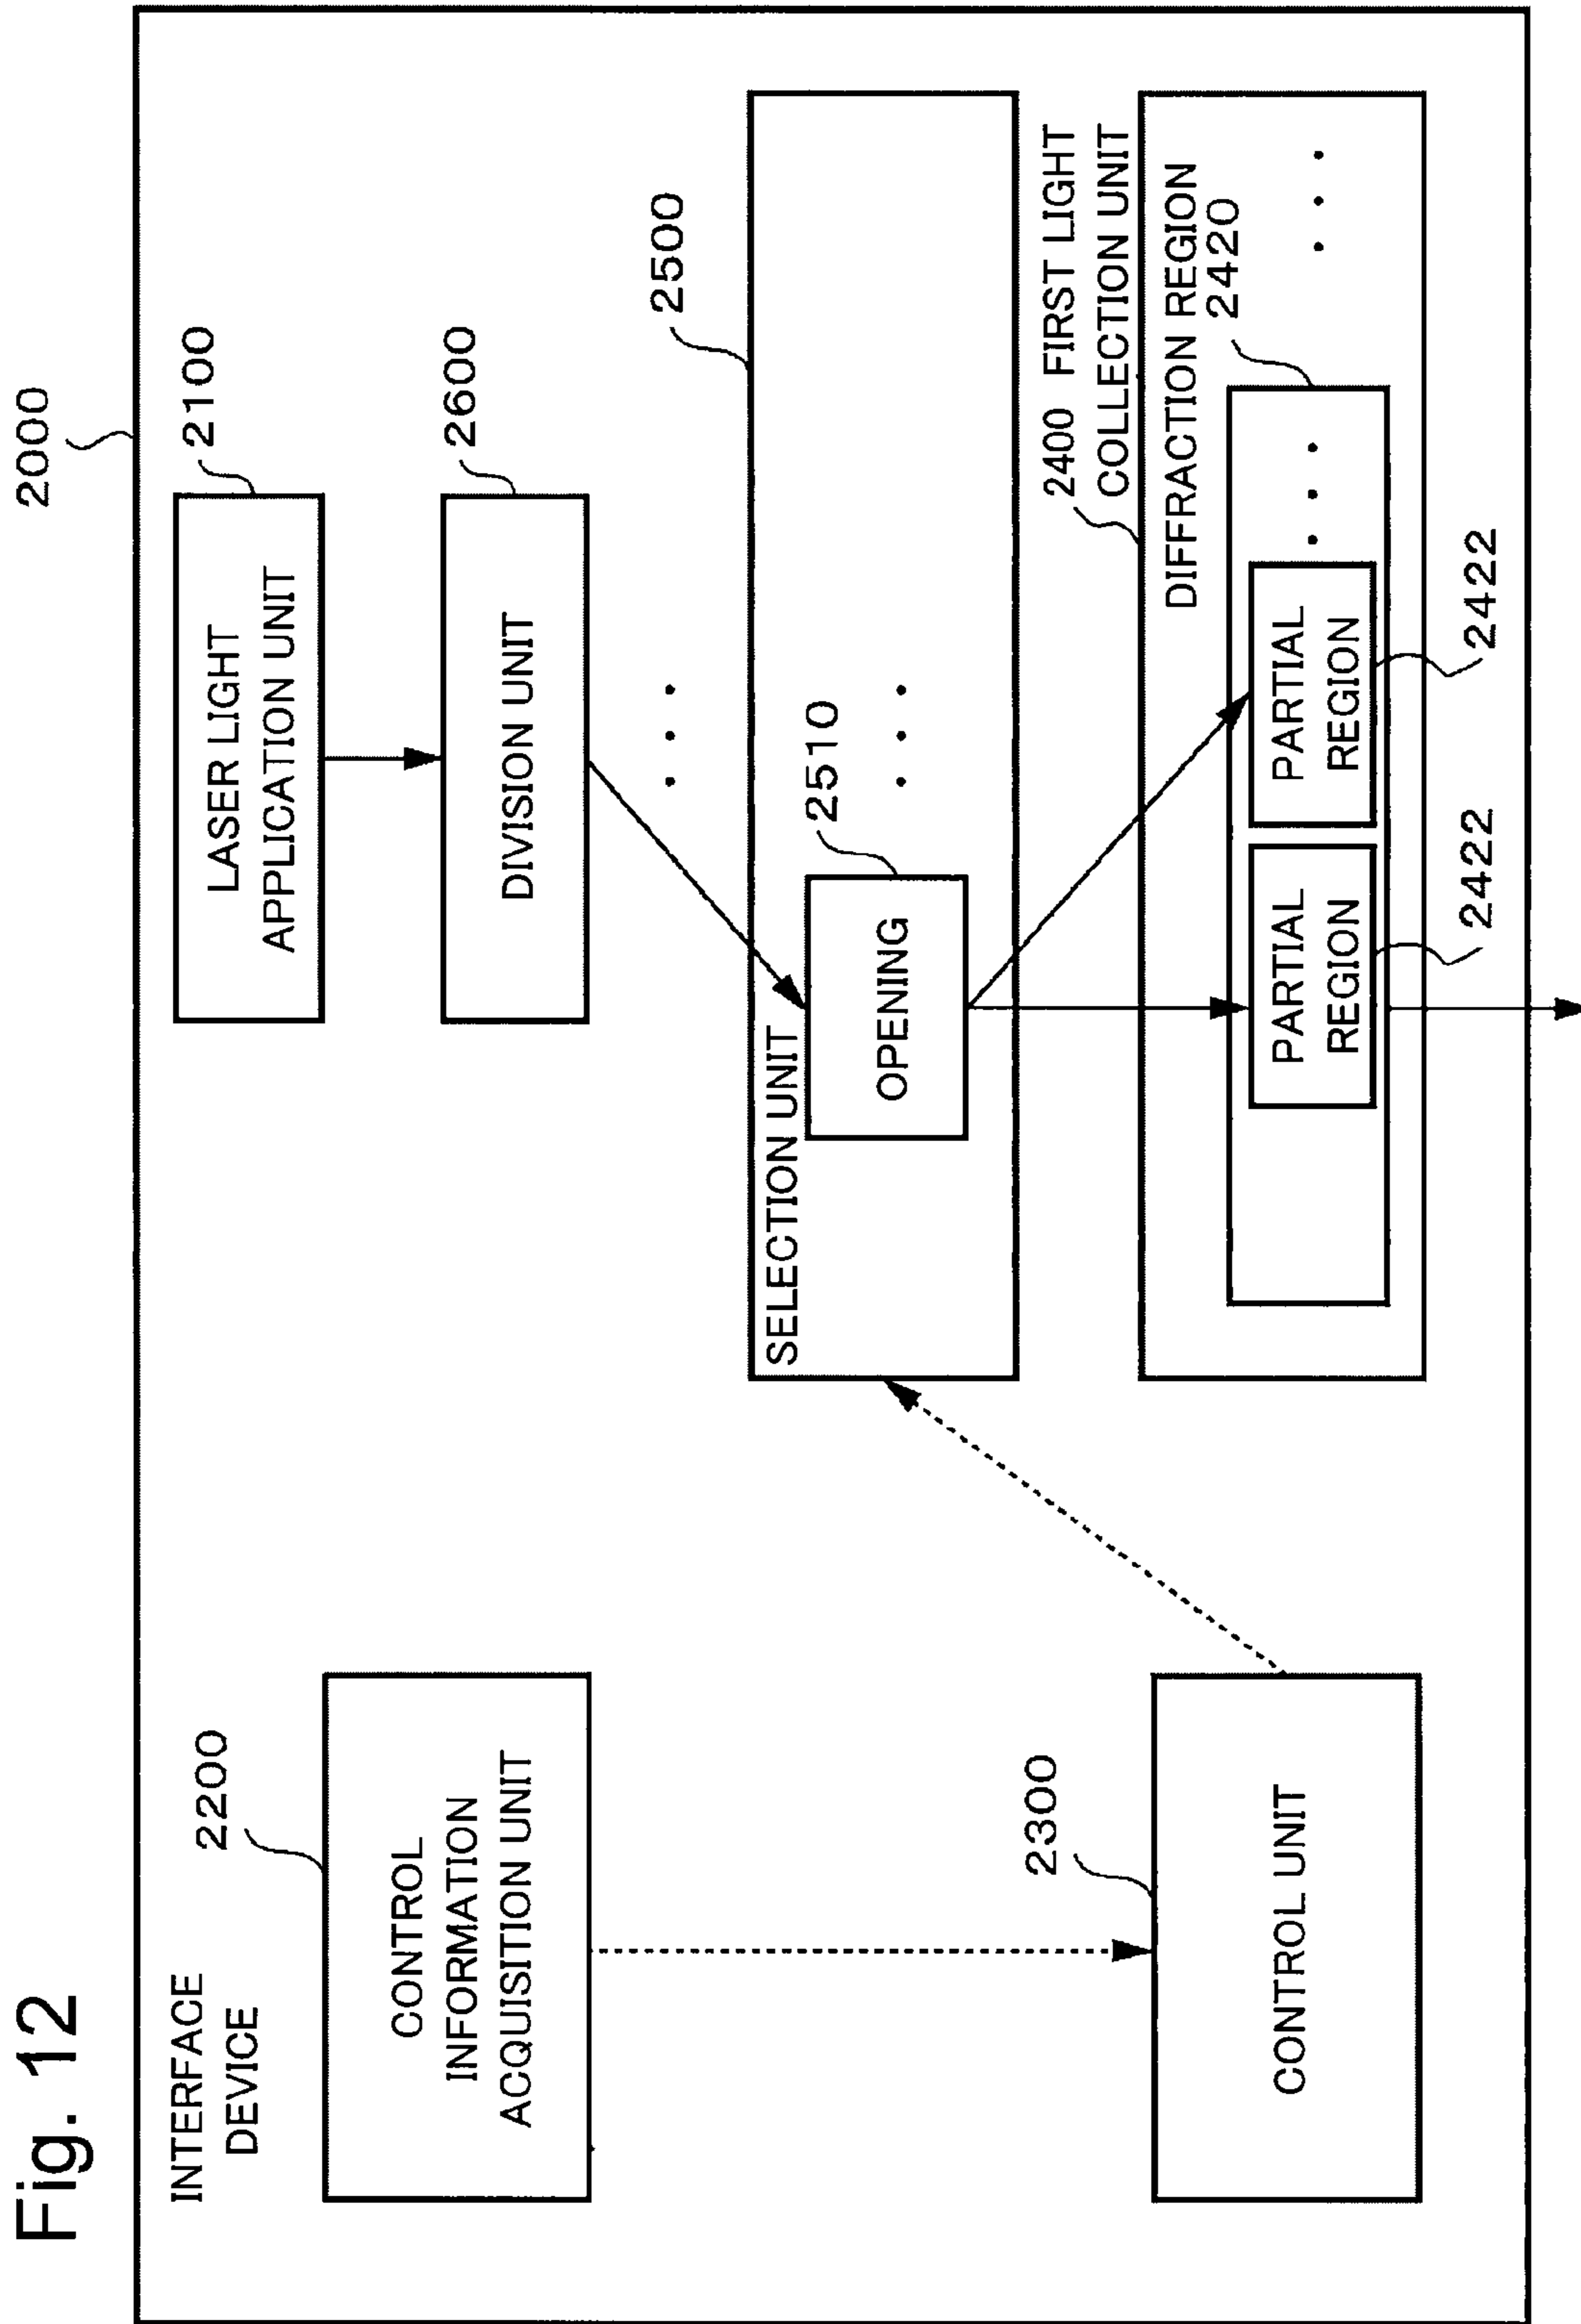 Fig. 12
2000
INTERFACE
DEVICE
2200
CONTROL
INFORMATION
ACQUISITION UNIT
2100
LASER LIGHT
APPLICATION UNIT
2600
DIVISION UNIT
. . .
2500
SELECTION UNIT
2510
OPENING
. . .
2300
CONTROL UNIT
2400 FIRST LIGHT
COLLECTION UNIT
DIFFRACTION REGION
2420
PARTIAL
REGION
PARTIAL
REGION
. . .
. . .
2422
2422